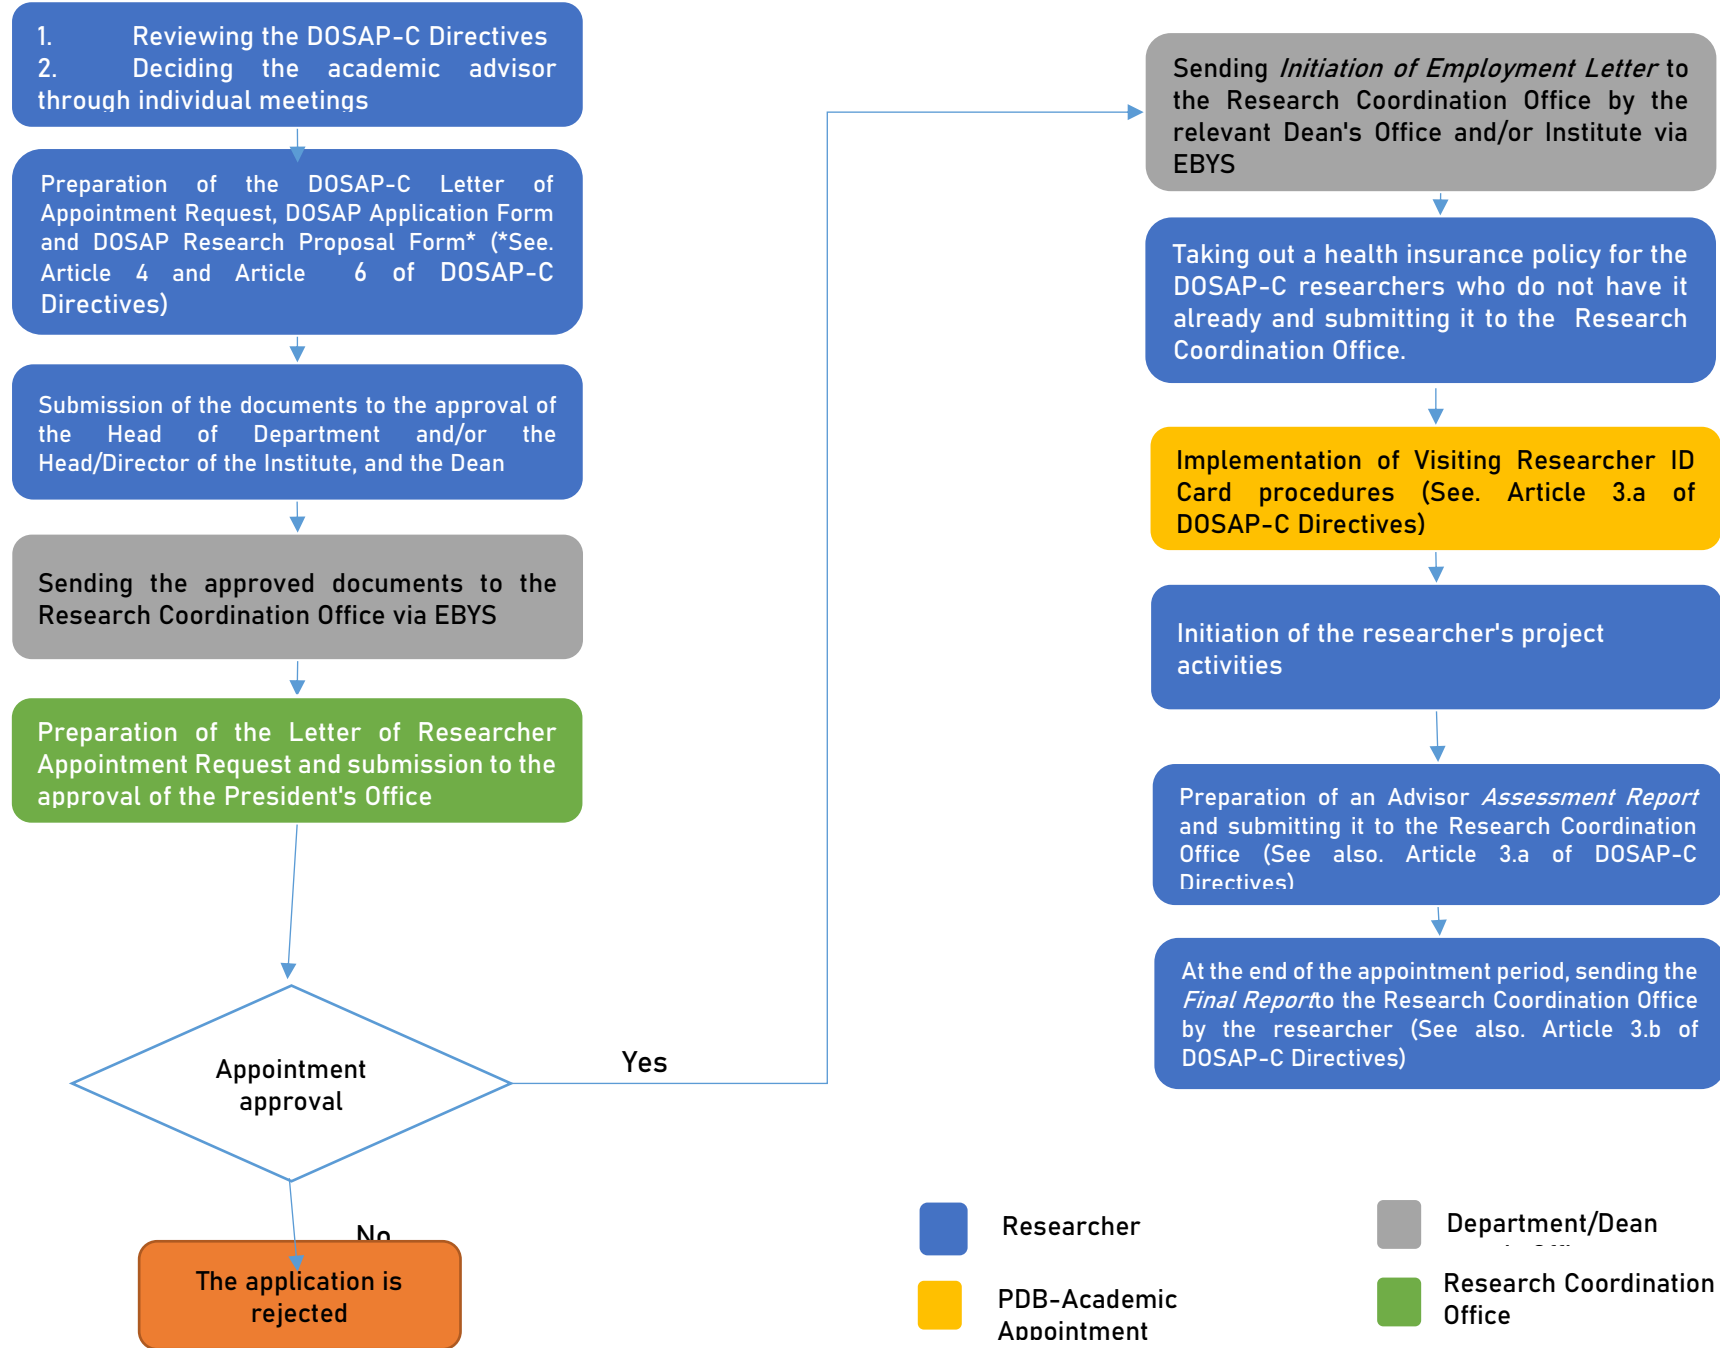 1. Reviewing the DOSAP-C Directives
2. Deciding the academic advisor
through individual meetings
Preparation of the DOSAP-C Letter of
Appointment Request, DOSAP Application Form
and DOSAP Research Proposal Form* (*See.
Article 4 and Article 6 of DOSAP-C
Directives)
Submission of the documents to the approval of
the Head of Department and/or the
Head/Director of the Institute, and the Dean
Sending the approved documents to the
Research Coordination Office via EBYS
Preparation of the Letter of Researcher
Appointment Request and submission to the
approval of the President's Office
Appointment
approval
Yes
No
The application is
rejected
Sending Initiation of Employment Letter to
the Research Coordination Office by the
relevant Dean's Office and/or Institute via
EBYS
Taking out a health insurance policy for the
DOSAP-C researchers who do not have it
already and submitting it to the Research
Coordination Office.
Implementation of Visiting Researcher ID
Card procedures (See. Article 3.a of
DOSAP-C Directives)
Initiation of the researcher's project
activities
Preparation of an Advisor Assessment Report
and submitting it to the Research Coordination
Office (See also. Article 3.a of DOSAP-C
Directives)
At the end of the appointment period, sending the
Final Reportto the Research Coordination Office
by the researcher (See also. Article 3.b of
DOSAP-C Directives)
Researcher
Department/Dean
PDB-Academic
Appointment
Research Coordination
Office